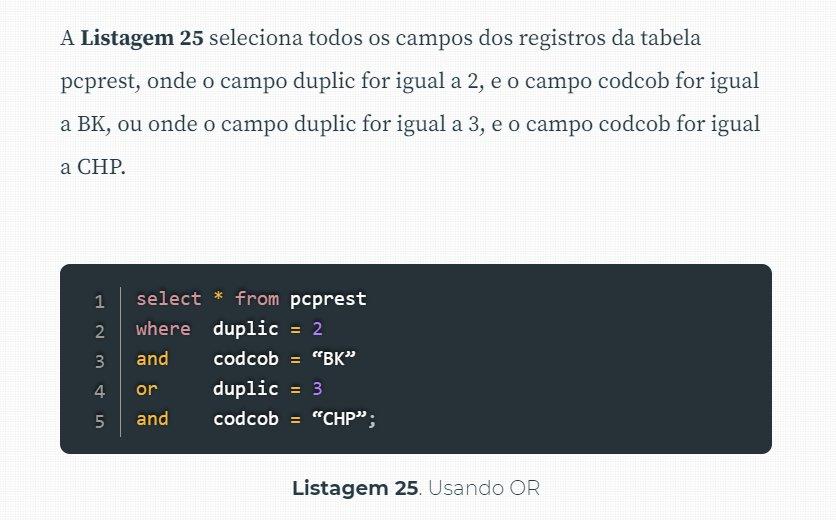 A Listagem 25 seleciona todos os campos dos registros da tabela
pcprest, onde o campo duplic for igual a 2, e o campo codcob for igual
a BK, ou onde o campo duplic for igual a 3, e o campo codcob for igual
a CHP.
1 select * from pcprest
2 where  duplic = 2
3 and    codcob = “BK”
4 or     duplic = 3
5 and    codcob = “CHP”;
Listagem 25. Usando OR